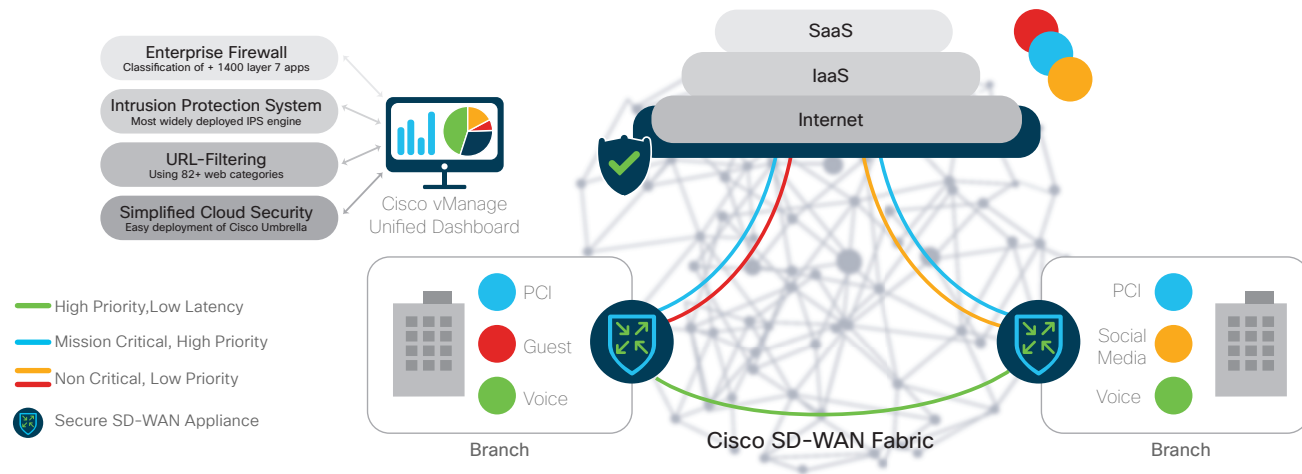 SaaS
IaaS
Internet
Enterprise Firewall
Classification of + 1400 layer 7 apps
Intrusion Protection System
Most widely deployed IPS engine
URL-Filtering
Using 82+ web categories
Simplified Cloud Security
Easy deployment of Cisco Umbrella
Cisco vManage
Unified Dashboard
High Priority,Low Latency
Mission Critical, High Priority
Non Critical, Low Priority
Secure SD-WAN Appliance
PCI
Guest
Voice
Branch
Cisco SD-WAN Fabric
PCI
Social
Media
Voice
Branch